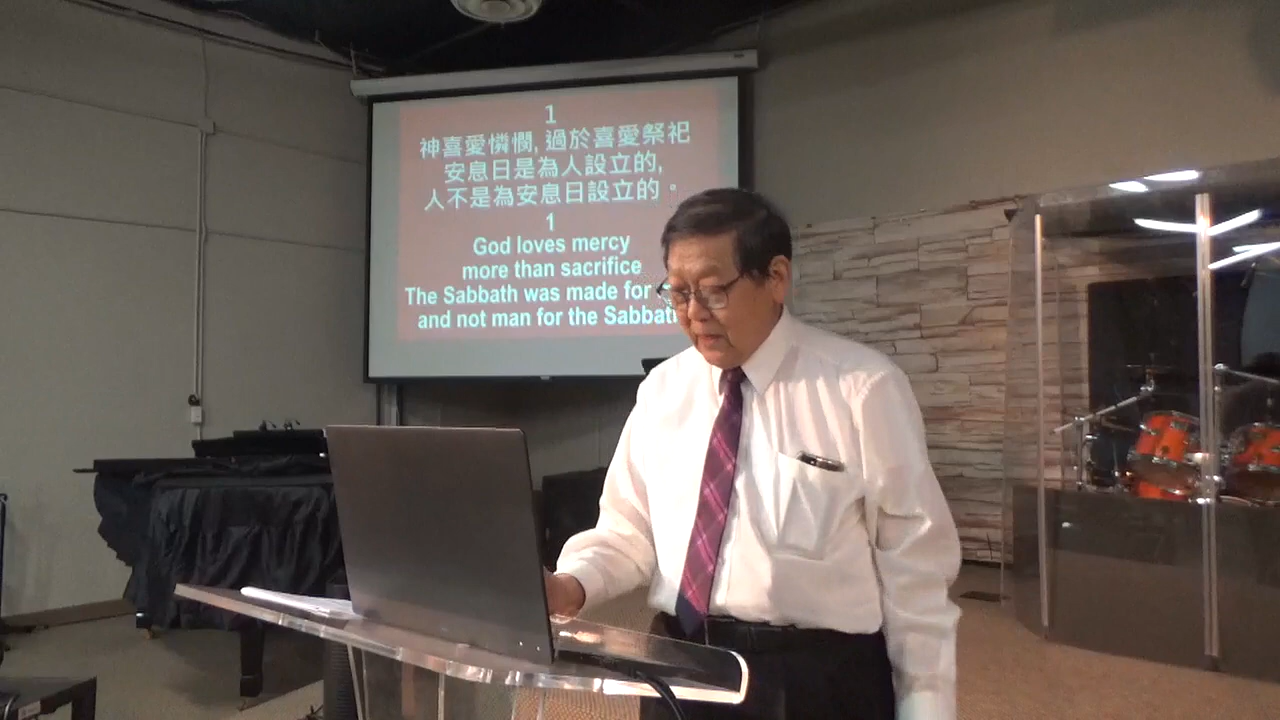 1
神喜愛憐憫, 過於喜愛祭祀
安息日是為人設立的,
人不是為安息日設立的。
1
God loves mercy
more than sacrifice
The Sabbath was made for
and not man for the Sabbath